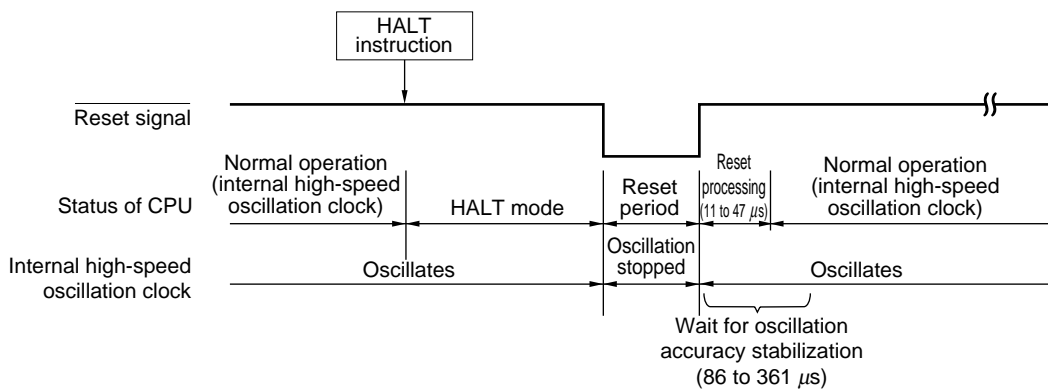 HALT
instruction
Reset signal
Status of CPU
Normal operation
(internal high-speed
oscillation clock)
HALT mode
Reset
period
Reset
processing
(11 to 47 μs)
Normal operation
(internal high-speed
oscillation clock)
Internal high-speed
oscillation clock
Oscillates
Oscillation
stopped
Oscillates
Wait for oscillation
accuracy stabilization
(86 to 361 μs)